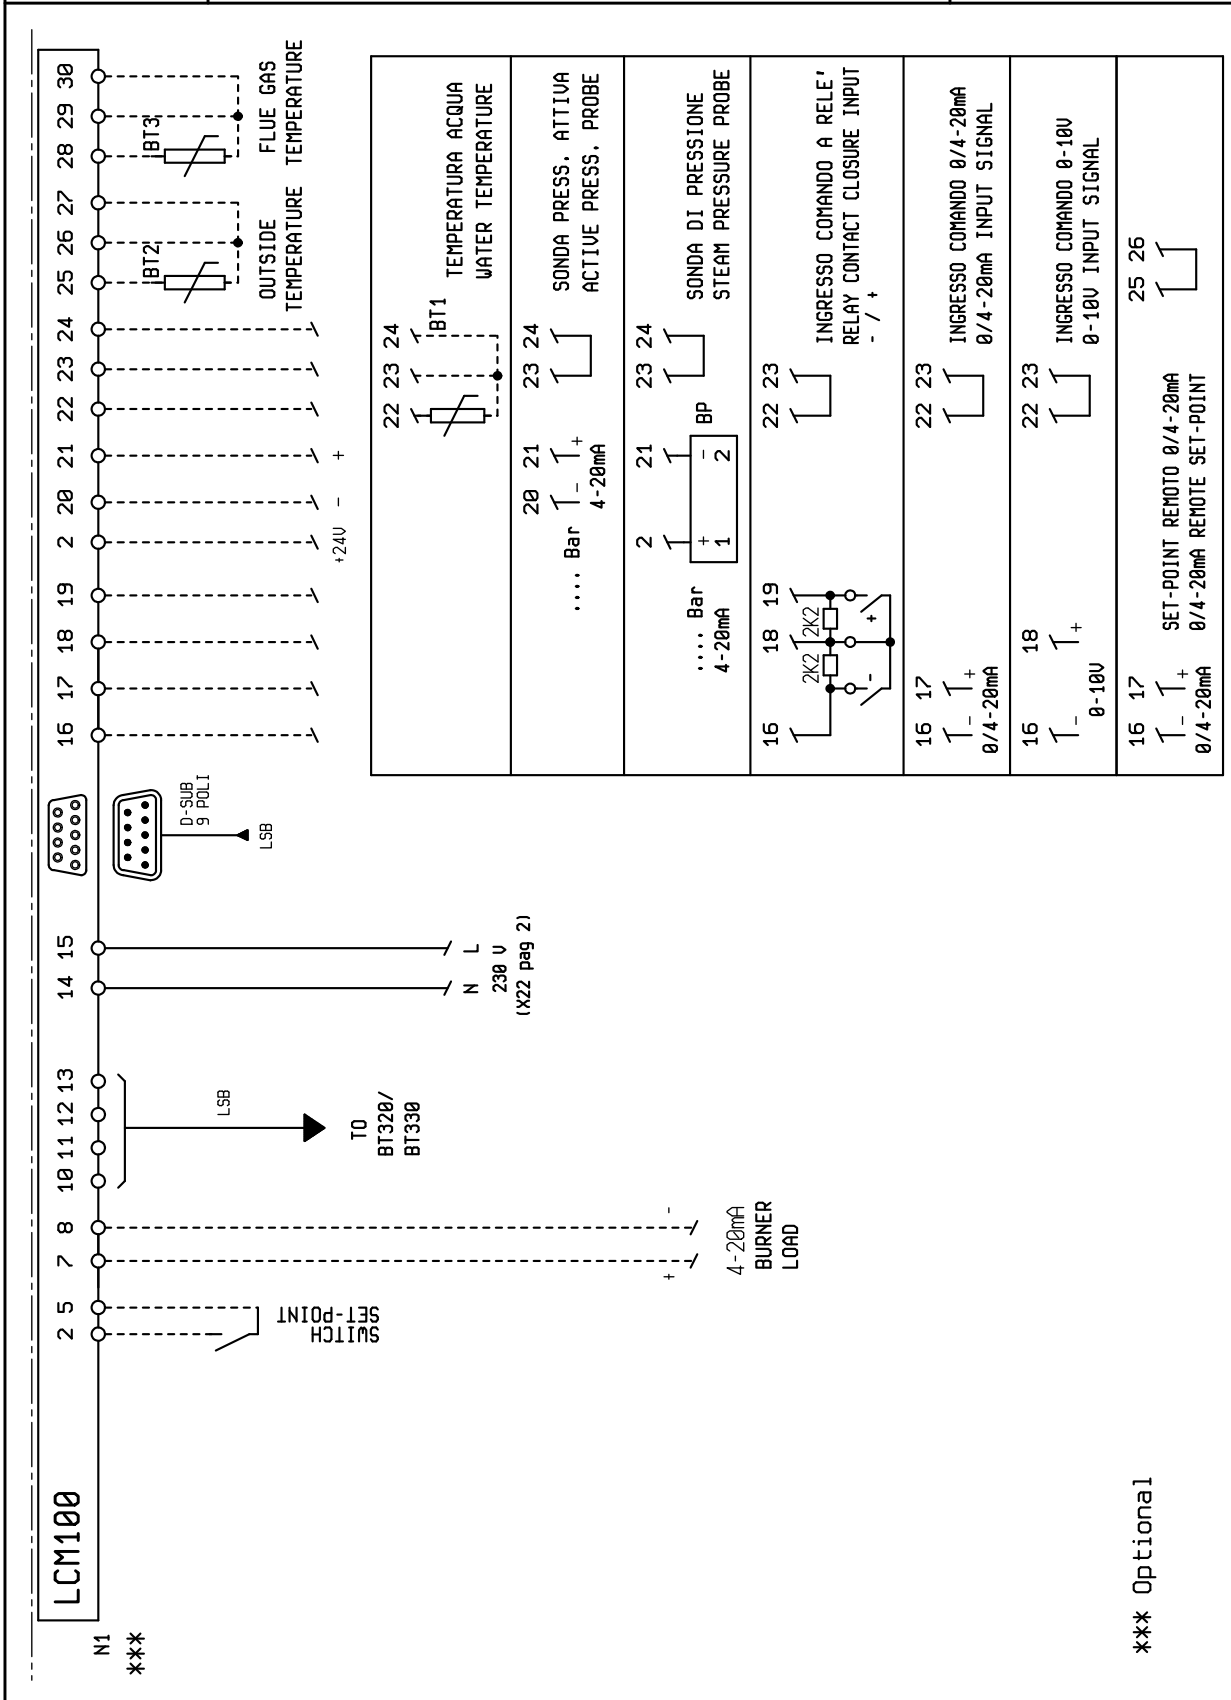 LCM100
N1
***
2 5 7 8 10 11 12 13 14 15 16 17 18 19 2 20 21 22 23 24 25 26 27 28 29 30
SWITCH
SET-POINT
+ -
4-20mA
BURNER
LOAD
LSB
TO
BT320/
BT330
N L
230 V
(X22 pag 2)
D-SUB
9 POLI
LSB
+24V - +
BT2
OUTSIDE
TEMPERATURE
BT3
FLUE GAS
TEMPERATURE
22 23 24
BT1
TEMPERATURA ACQUA
WATER TEMPERATURE
20 21 23 24
- +
.... Bar
4-20mA
SONDA PRESS. ATTIVA
ACTIVE PRESS. PROBE
2 21 23 24
+ -
1 2
BP
.... Bar
4-20mA
SONDA DI PRESSIONE
STEAM PRESSURE PROBE
16 18 19 22 23
2K2 2K2
- +
INGRESSO COMANDO A RELE'
RELAY CONTACT CLOSURE INPUT
- / +
16 17 22 23
- +
0/4-20mA
INGRESSO COMANDO 0/4-20mA
0/4-20mA INPUT SIGNAL
16 18 22 23
- +
0-10V
INGRESSO COMANDO 0-10V
0-10V INPUT SIGNAL
16 17 25 26
- +
0/4-20mA
SET-POINT REMOTO 0/4-20mA
0/4-20mA REMOTE SET-POINT
*** Optional